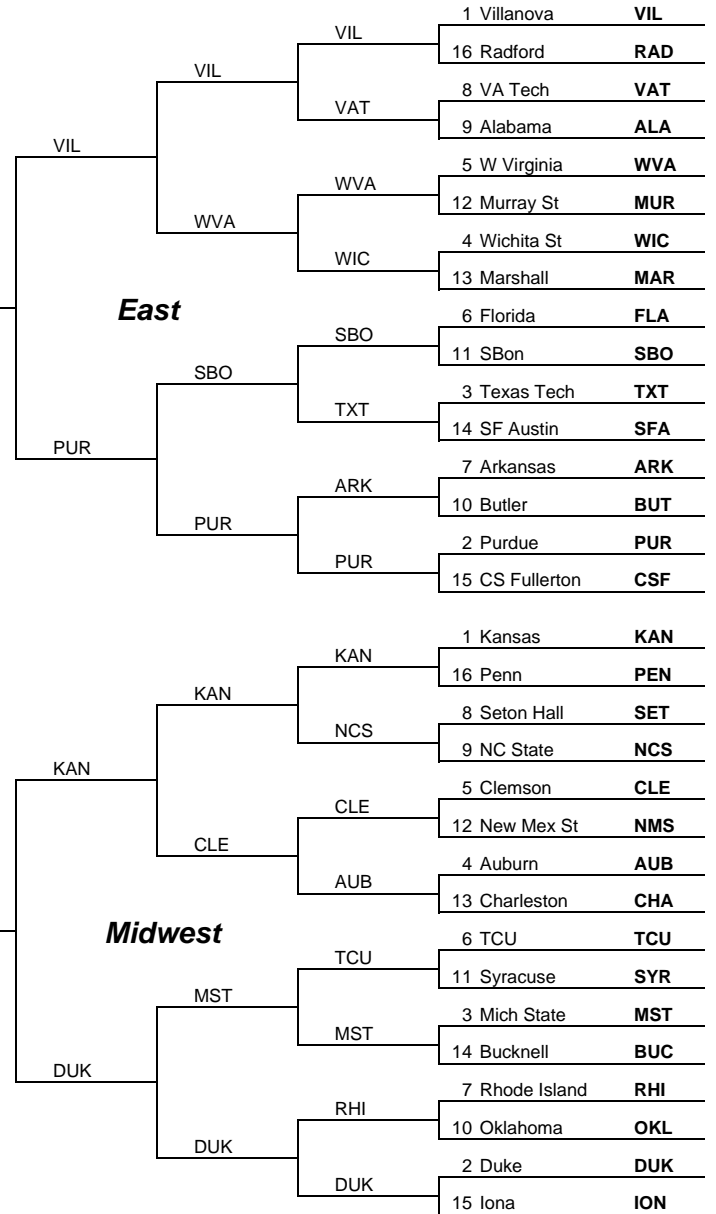 1 Villanova VIL
VIL
16 Radford RAD
VIL
8 VA Tech VAT
VAT
9 Alabama ALA
VIL
5 W Virginia WVA
WVA
12 Murray St MUR
WVA
4 Wichita St WIC
WIC
13 Marshall MAR
East
6 Florida FLA
SBO
11 SBon SBO
SBO
3 Texas Tech TXT
TXT
14 SF Austin SFA
PUR
7 Arkansas ARK
ARK
10 Butler BUT
PUR
2 Purdue PUR
PUR
15 CS Fullerton CSF
1 Kansas KAN
KAN
16 Penn PEN
KAN
8 Seton Hall SET
NCS
9 NC State NCS
KAN
5 Clemson CLE
CLE
12 New Mex St NMS
CLE
4 Auburn AUB
AUB
13 Charleston CHA
Midwest
6 TCU TCU
TCU
11 Syracuse SYR
MST
3 Mich State MST
MST
14 Bucknell BUC
DUK
7 Rhode Island RHI
RHI
10 Oklahoma OKL
DUK
2 Duke DUK
DUK
15 Iona ION